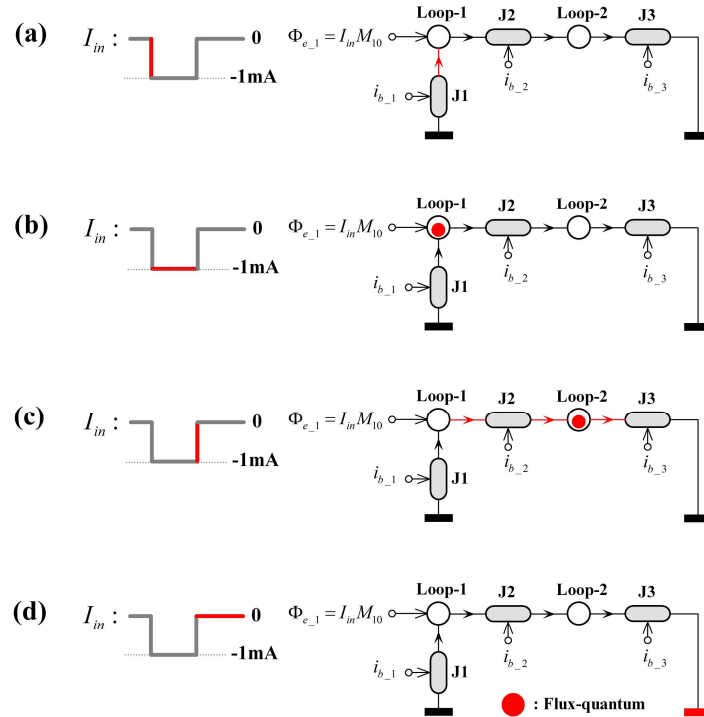 (a) I_in : 0 -1mA Φ_e_1 = I_in M_10 Loop-1 J2 Loop-2 J3
i_b_1 J1 i_b_2 i_b_3
(b) I_in : 0 -1mA Φ_e_1 = I_in M_10 Loop-1 J2 Loop-2 J3
i_b_1 J1 i_b_2 i_b_3
(c) I_in : 0 -1mA Φ_e_1 = I_in M_10 Loop-1 J2 Loop-2 J3
i_b_1 J1 i_b_2 i_b_3
(d) I_in : 0 -1mA Φ_e_1 = I_in M_10 Loop-1 J2 Loop-2 J3
i_b_1 J1 i_b_2 i_b_3
: Flux-quantum